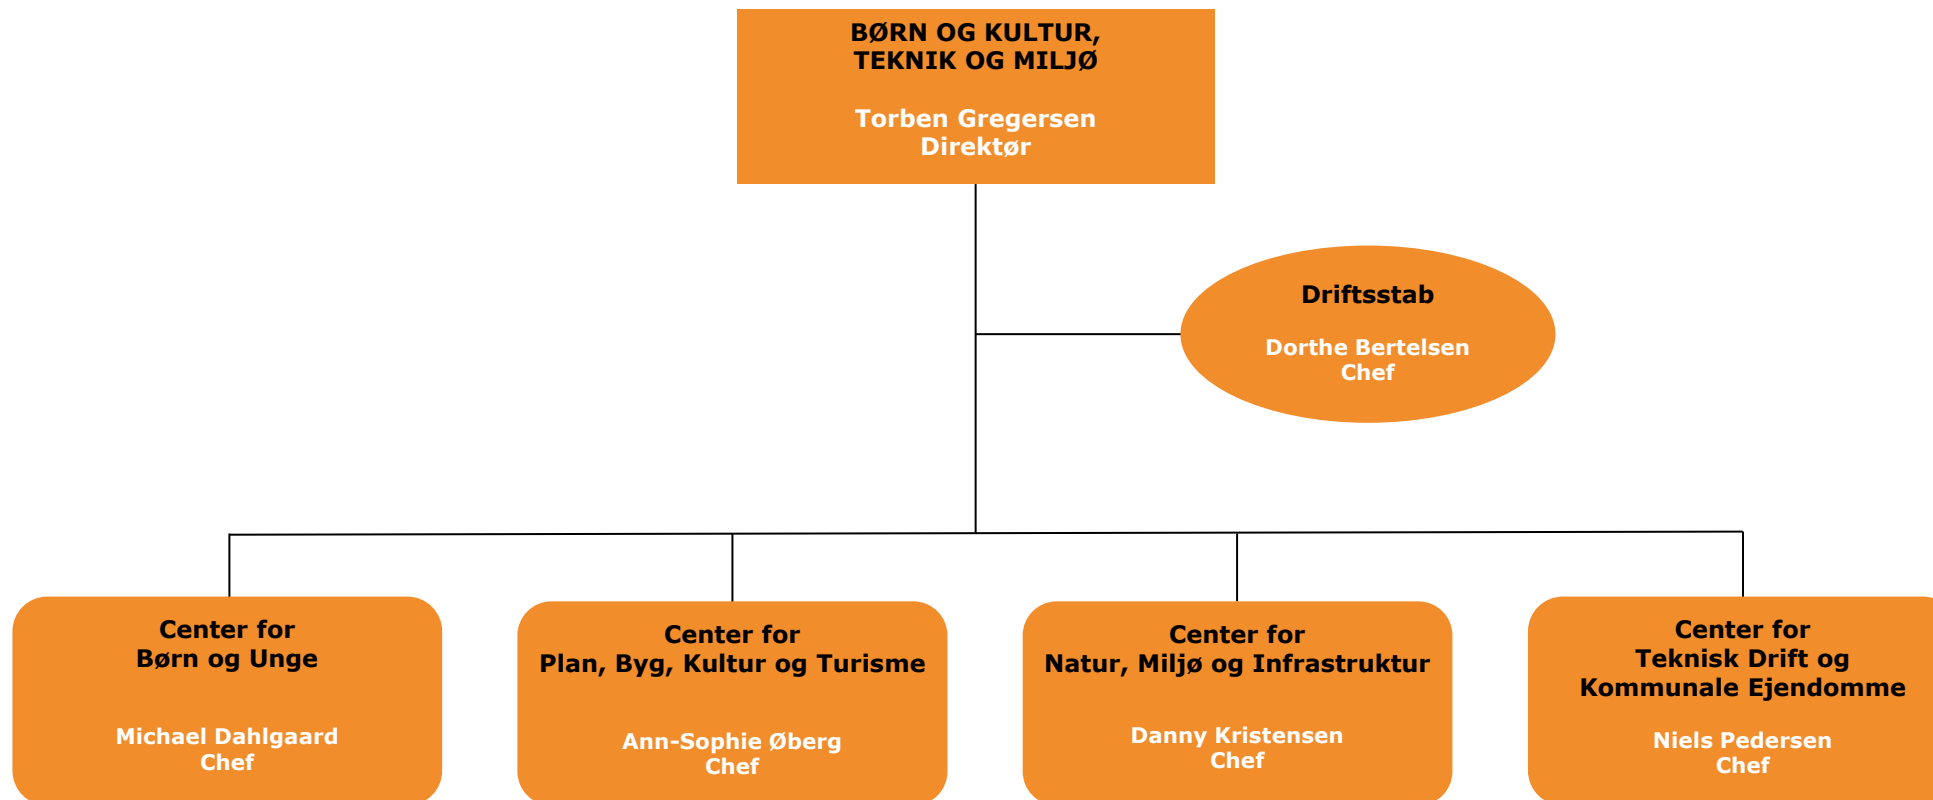 BØRN OG KULTUR,
TEKNIK OG MILJØ
Torben Gregersen
Direktør
Driftsstab
Dorthe Bertelsen
Chef
Center for
Børn og Unge
Michael Dahlgaard
Chef
Center for
Plan, Byg, Kultur og Turisme
Ann-Sophie Øberg
Chef
Center for
Natur, Miljø og Infrastruktur
Danny Kristensen
Chef
Center for
Teknisk Drift og
Kommunale Ejendomme
Niels Pedersen
Chef